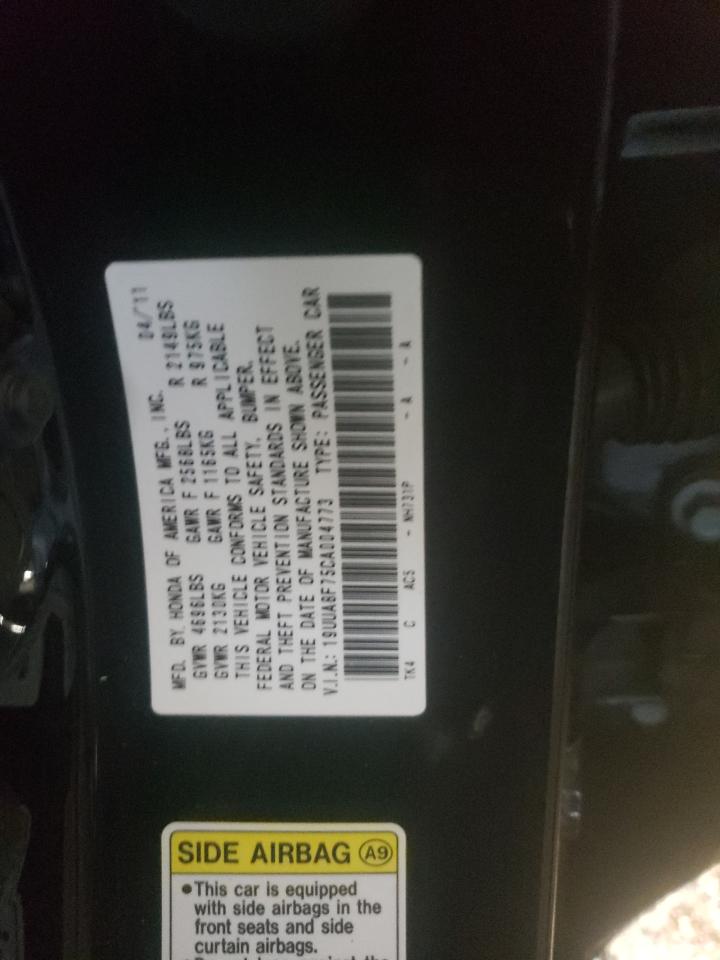 MFD. BY HONDA OF AMERICA MFG., INC. 04/11
GVWR 4696LBS GAWR F 2568LBS R 2149LBS
GVWR 2130KG GAWR F 1165KG R 975KG
THIS VEHICLE CONFORMS TO ALL APPLICABLE
FEDERAL MOTOR VEHICLE SAFETY, BUMPER,
AND THEFT PREVENTION STANDARDS IN EFFECT
ON THE DATE OF MANUFACTURE SHOWN ABOVE.
V.I.N.: 19UUA8F75CA004773 TYPE: PASSENGER CAR
TK4 C AC5 - NH731P - A - A
SIDE AIRBAG A9
• This car is equipped
with side airbags in the
front seats and side
curtain airbags.